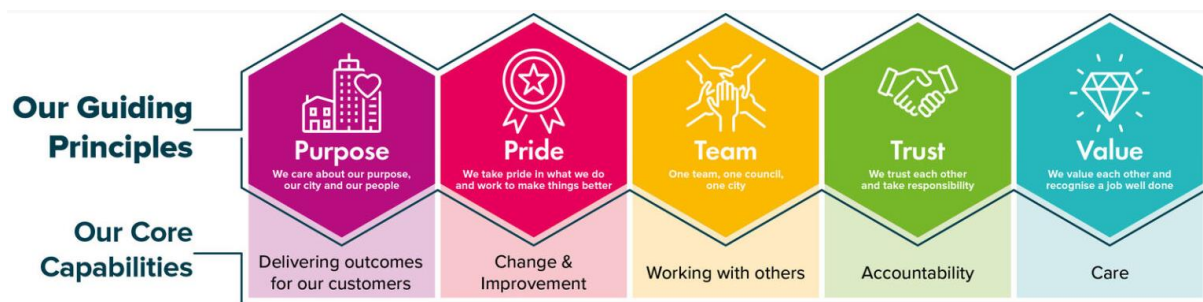 Our Guiding
Principles
Purpose
We care about our purpose,
our city and our people
Pride
We take pride in what we do
and work to make things better
Team
One team, one council,
one city
Trust
We trust each other
and take responsibility
Value
We value each other and
recognise a job well done
Our Core
Capabilities
Delivering outcomes
for our customers
Change &
Improvement
Working with others
Accountability
Care